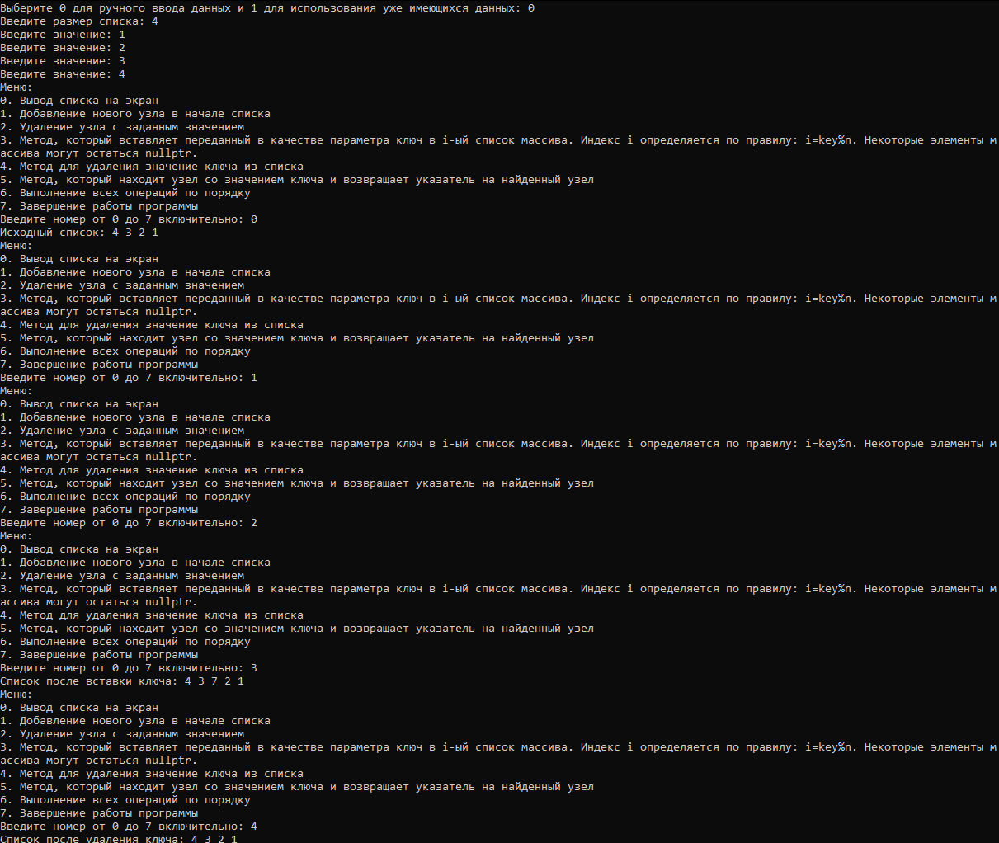 Выберите 0 для ручного ввода данных и 1 для использования уже имеющихся данных: 0
Введите размер списка: 4
Введите значение: 1
Введите значение: 2
Введите значение: 3
Введите значение: 4
Меню:
0. Вывод списка на экран
1. Добавление нового узла в начале списка
2. Удаление узла с заданным значением
3. Метод, который вставляет переданный в качестве параметра ключ в i-ый список массива. Индекс i определяется по правилу: i=key%n. Некоторые элементы м
ассива могут остаться nullptr.
4. Метод для удаления значение ключа из списка
5. Метод, который находит узел со значением ключа и возвращает указатель на найденный узел
6. Выполнение всех операций по порядку
7. Завершение работы программы
Введите номер от 0 до 7 включительно: 0
Исходный список: 4 3 2 1
Меню:
0. Вывод списка на экран
1. Добавление нового узла в начале списка
2. Удаление узла с заданным значением
3. Метод, который вставляет переданный в качестве параметра ключ в i-ый список массива. Индекс i определяется по правилу: i=key%n. Некоторые элементы м
ассива могут остаться nullptr.
4. Метод для удаления значение ключа из списка
5. Метод, который находит узел со значением ключа и возвращает указатель на найденный узел
6. Выполнение всех операций по порядку
7. Завершение работы программы
Введите номер от 0 до 7 включительно: 1
Меню:
0. Вывод списка на экран
1. Добавление нового узла в начале списка
2. Удаление узла с заданным значением
3. Метод, который вставляет переданный в качестве параметра ключ в i-ый список массива. Индекс i определяется по правилу: i=key%n. Некоторые элементы м
ассива могут остаться nullptr.
4. Метод для удаления значение ключа из списка
5. Метод, который находит узел со значением ключа и возвращает указатель на найденный узел
6. Выполнение всех операций по порядку
7. Завершение работы программы
Введите номер от 0 до 7 включительно: 2
Меню:
0. Вывод списка на экран
1. Добавление нового узла в начале списка
2. Удаление узла с заданным значением
3. Метод, который вставляет переданный в качестве параметра ключ в i-ый список массива. Индекс i определяется по правилу: i=key%n. Некоторые элементы м
ассива могут остаться nullptr.
4. Метод для удаления значение ключа из списка
5. Метод, который находит узел со значением ключа и возвращает указатель на найденный узел
6. Выполнение всех операций по порядку
7. Завершение работы программы
Введите номер от 0 до 7 включительно: 3
Список после вставки ключа: 4 3 7 2 1
Меню:
0. Вывод списка на экран
1. Добавление нового узла в начале списка
2. Удаление узла с заданным значением
3. Метод, который вставляет переданный в качестве параметра ключ в i-ый список массива. Индекс i определяется по правилу: i=key%n. Некоторые элементы м
ассива могут остаться nullptr.
4. Метод для удаления значение ключа из списка
5. Метод, который находит узел со значением ключа и возвращает указатель на найденный узел
6. Выполнение всех операций по порядку
7. Завершение работы программы
Введите номер от 0 до 7 включительно: 4
Список после удаления ключа: 4 3 2 1